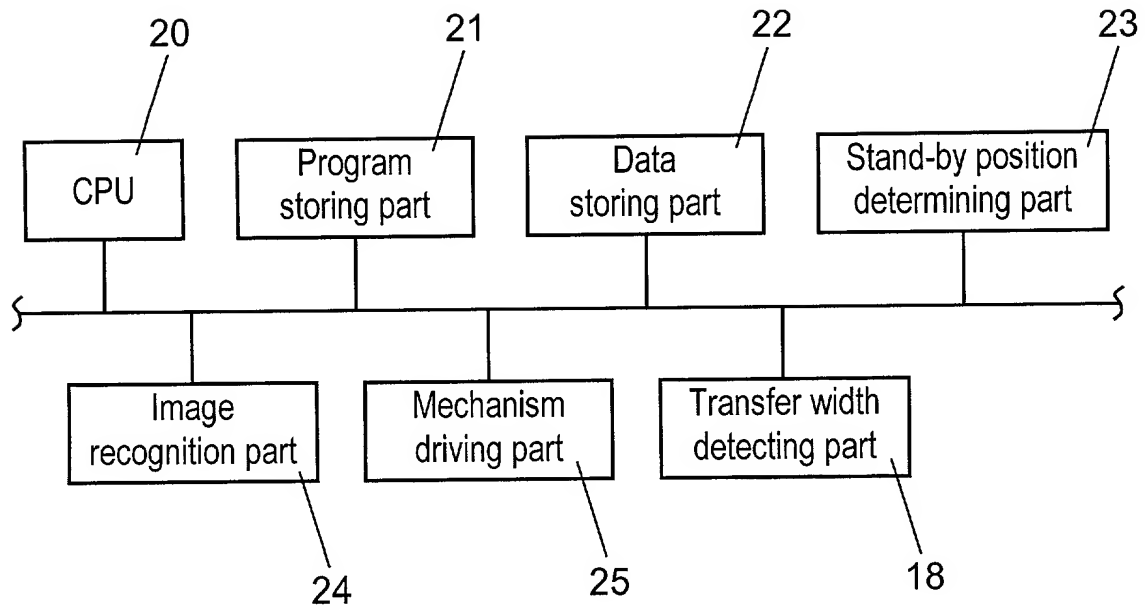 20
21
22
23
CPU
Program
storing part
Data
storing part
Stand-by position
determining part
Image
recognition part
Mechanism
driving part
Transfer width
detecting part
24
25
18